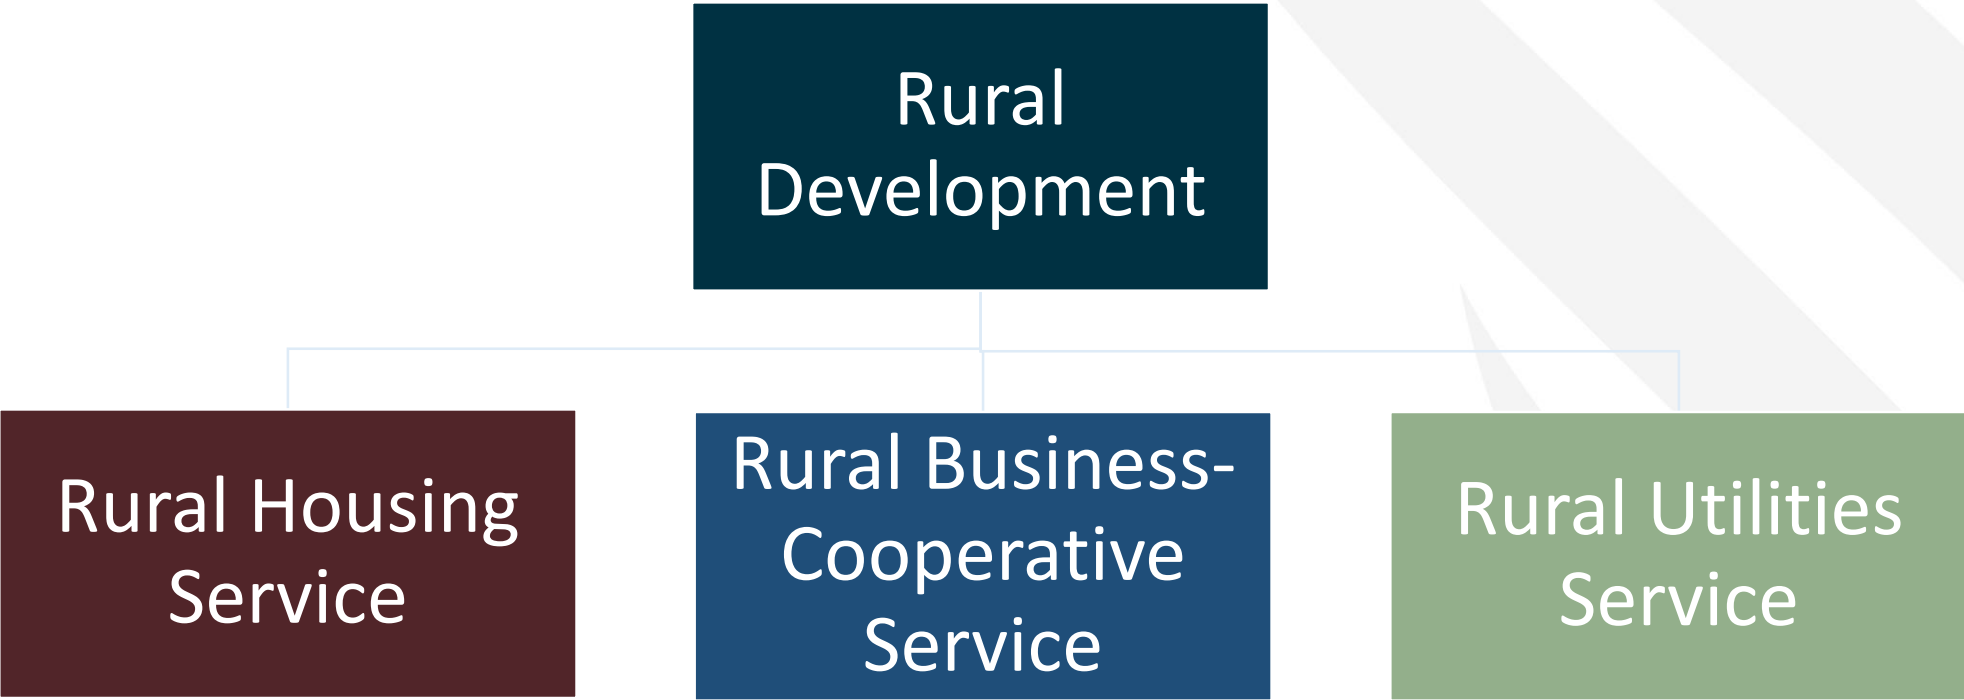 Rural
Development
Rural Housing
Service
Rural Business-
Cooperative
Service
Rural Utilities
Service